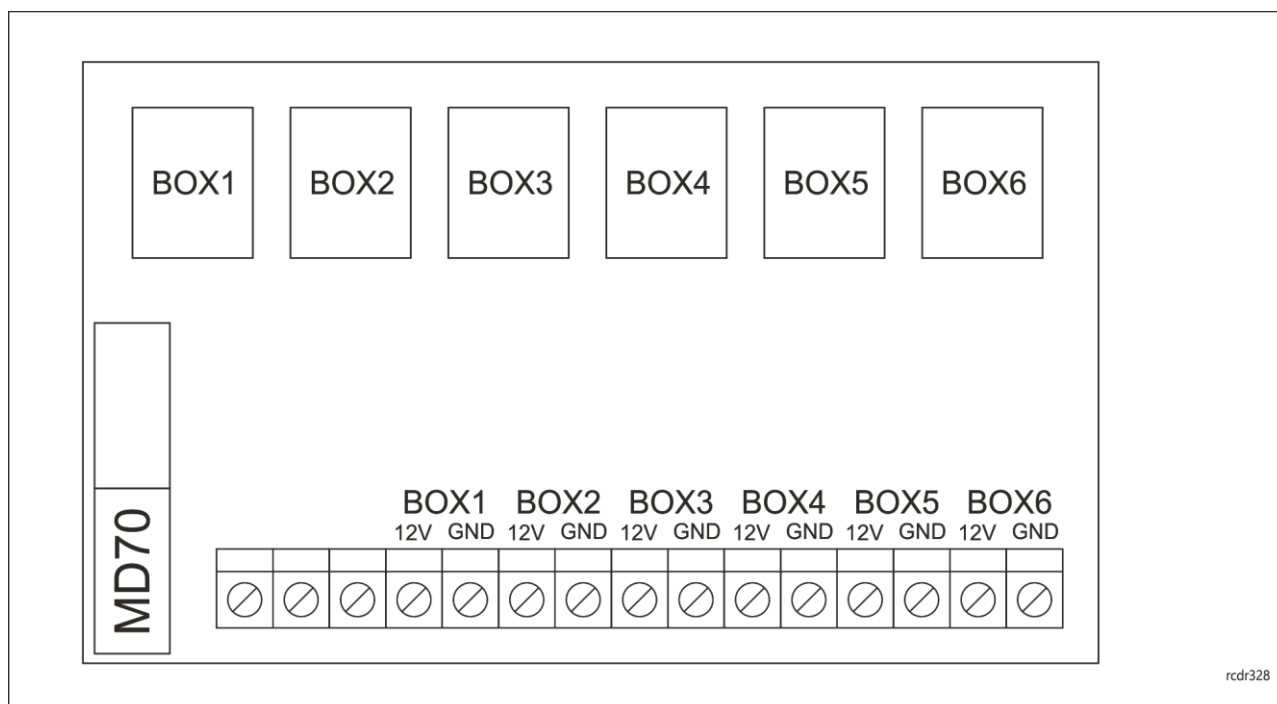 BOX1 BOX2 BOX3 BOX4 BOX5 BOX6
BOX1 BOX2 BOX3 BOX4 BOX5 BOX6
12V GND 12V GND 12V GND 12V GND 12V GND 12V GND
MD70
rcdr328